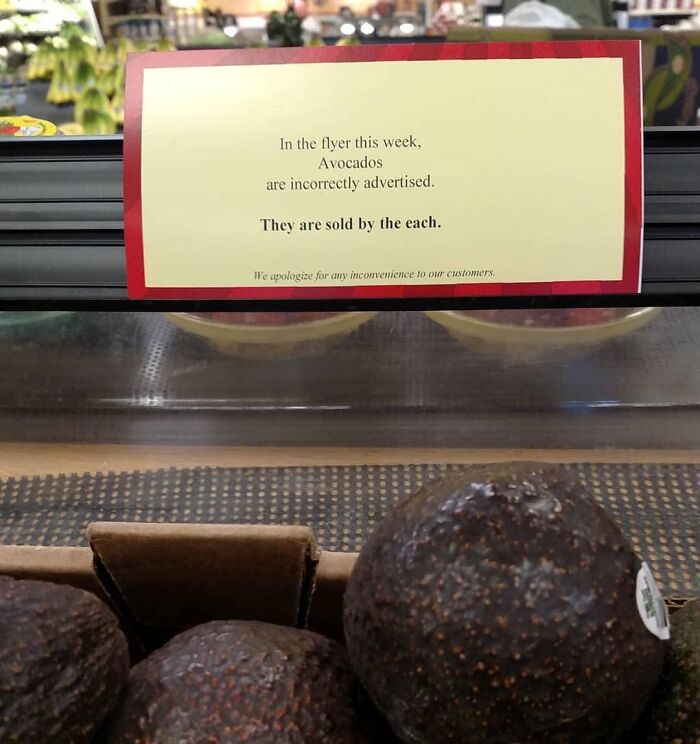 In the flyer this week,
Avocados
are incorrectly advertised.
They are sold by the each.
We apologize for any inconvenience to our customers.